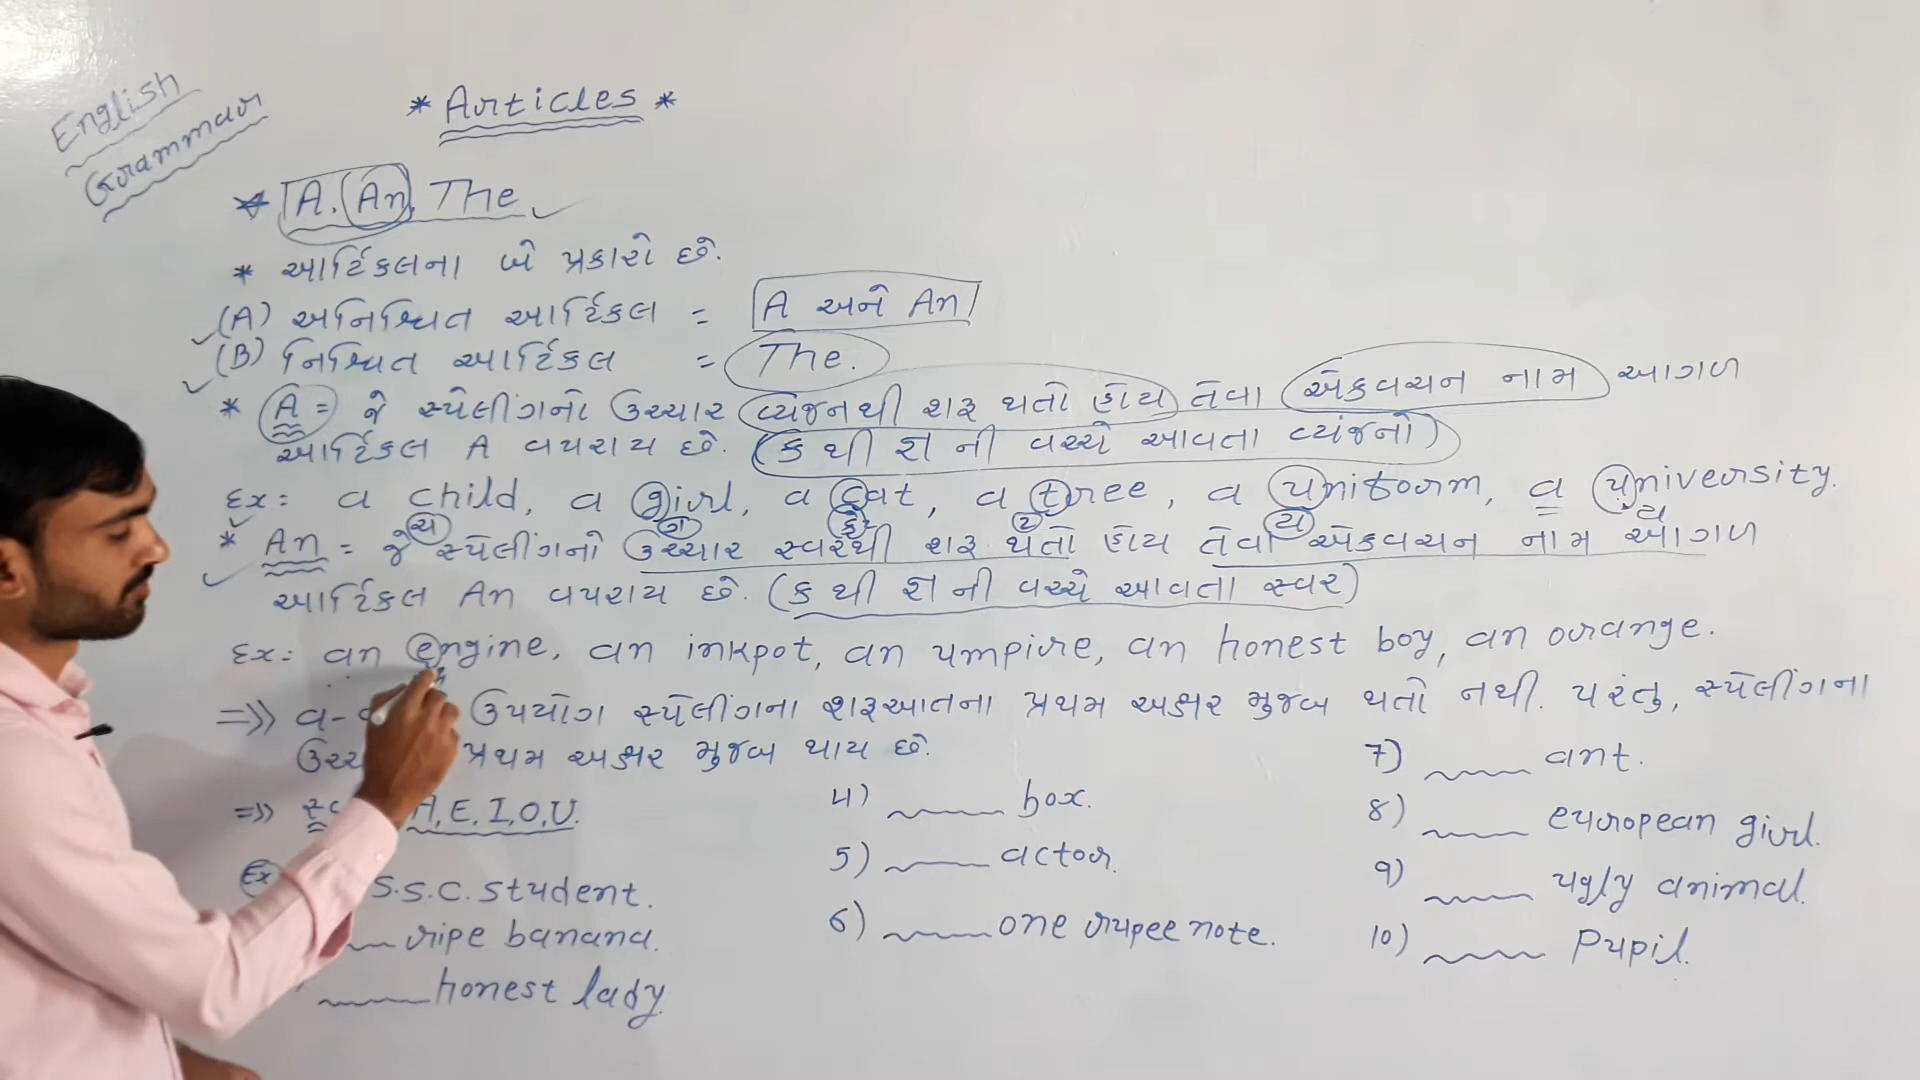 English
Grammar
* Articles *
* A, An, The
* આર્ટિકલના બે પ્રકારો છે.
(A) અનિશ્ચિત આર્ટિકલ = A અને An
(B) નિશ્ચિત આર્ટિકલ = The.
* A = જે સ્પેલીંગનો ઉચ્ચાર વ્યંજનથી શરૂ થતો હોય તેવા એકવચન નામ આગળ
આર્ટિકલ A વપરાય છે. (ક થી જ્ઞ ની વચ્ચે આવતા વ્યંજનો)
Ex: a child, a girl, a cat, a tree, a uniform, a university.
ચ ગ કે ટ ય ય
* An = જે સ્પેલીંગનો ઉચ્ચાર સ્વરથી શરૂ થતો હોય તેવા એકવચન નામ આગળ
આર્ટિકલ An વપરાય છે. (ક થી જ્ઞ ની વચ્ચે આવતા સ્વર)
Ex: an engine, an inkpot, an umpire, an honest boy, an orange.
=>> a- ઉપયોગ સ્પેલીંગના શરૂઆતના પ્રથમ અક્ષર મુજબ થતો નથી. પરંતુ, સ્પેલીંગના
પ્રથમ અક્ષર મુજબ થાય છે.
=>> A, E, I, O, U.
Ex S.S.C. student.
ripe banana.
honest lady.
4) box.
5) actor.
6) one rupee note.
7) ant.
8) european girl.
9) ugly animal.
10) Pupil.